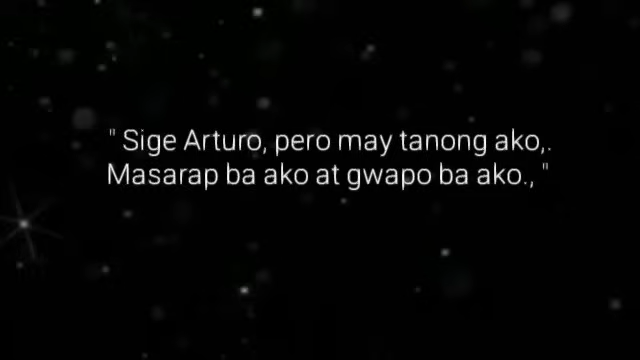 " Sige Arturo, pero may tanong ako,.
Masarap ba ako at gwapo ba ako., "